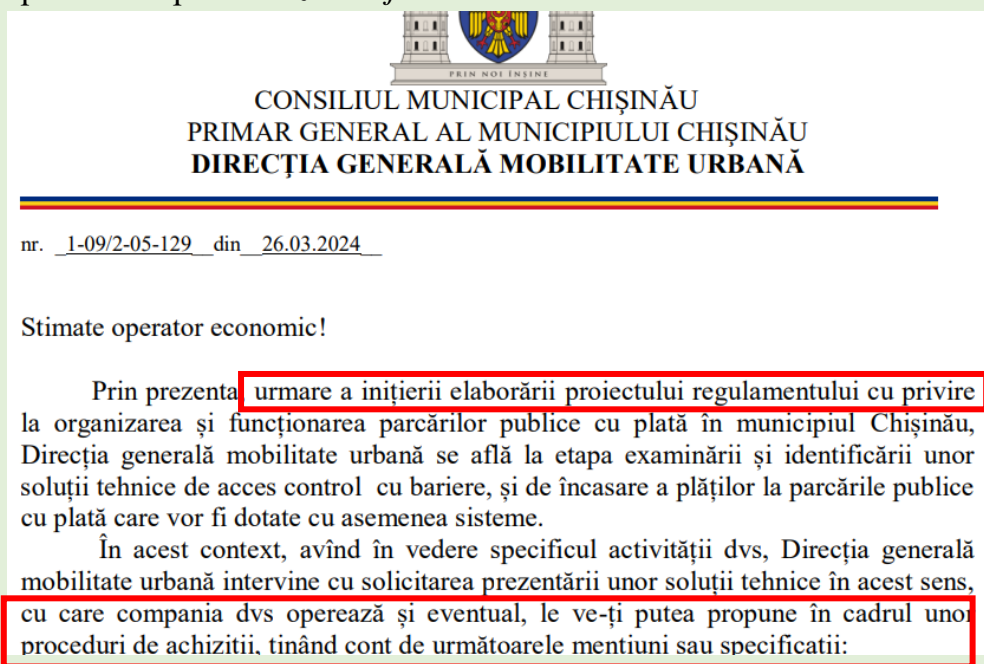 PRIN NOI ÎNȘINE
CONSILIUL MUNICIPAL CHIŞINĂU
PRIMAR GENERAL AL MUNICIPIULUI CHIŞINĂU
DIRECŢIA GENERALĂ MOBILITATE URBANĂ
nr. _1-09/2-05-129__din__26.03.2024__
Stimate operator economic!
Prin prezenta, urmare a inițierii elaborării proiectului regulamentului cu privire
la organizarea și funcționarea parcărilor publice cu plată în municipiul Chișinău,
Direcția generală mobilitate urbană se află la etapa examinării și identificării unor
soluții tehnice de acces control cu bariere, și de încasare a plăților la parcările publice
cu plată care vor fi dotate cu asemenea sisteme.
În acest context, avînd în vedere specificul activității dvs, Direcția generală
mobilitate urbană intervine cu solicitarea prezentării unor soluții tehnice în acest sens,
cu care compania dvs operează și eventual, le ve-ți putea propune în cadrul unor
proceduri de achiziții, ținând cont de următoarele mențiuni sau specificații: